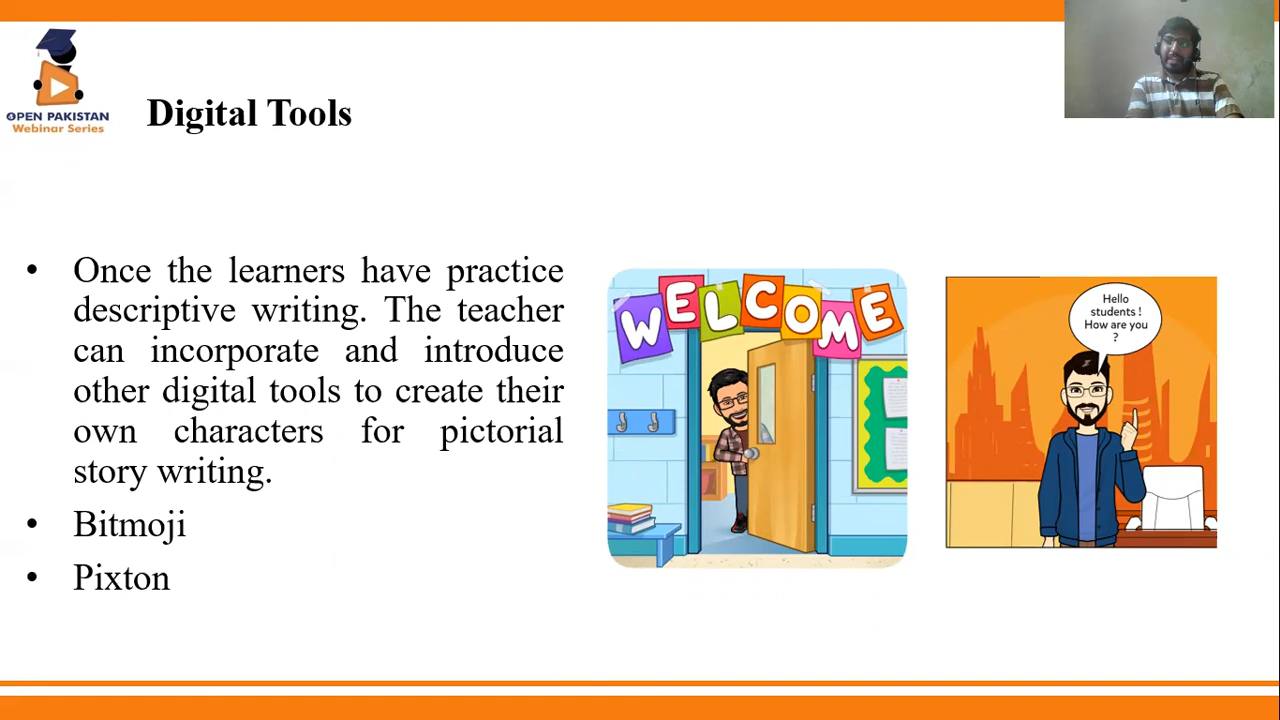 OPEN PAKISTAN
Webinar Series
Digital Tools
• Once the learners have practice
descriptive writing. The teacher
can incorporate and introduce
other digital tools to create their
own characters for pictorial
story writing.
• Bitmoji
• Pixton
WELCOME
Hello
students !
How are you
?